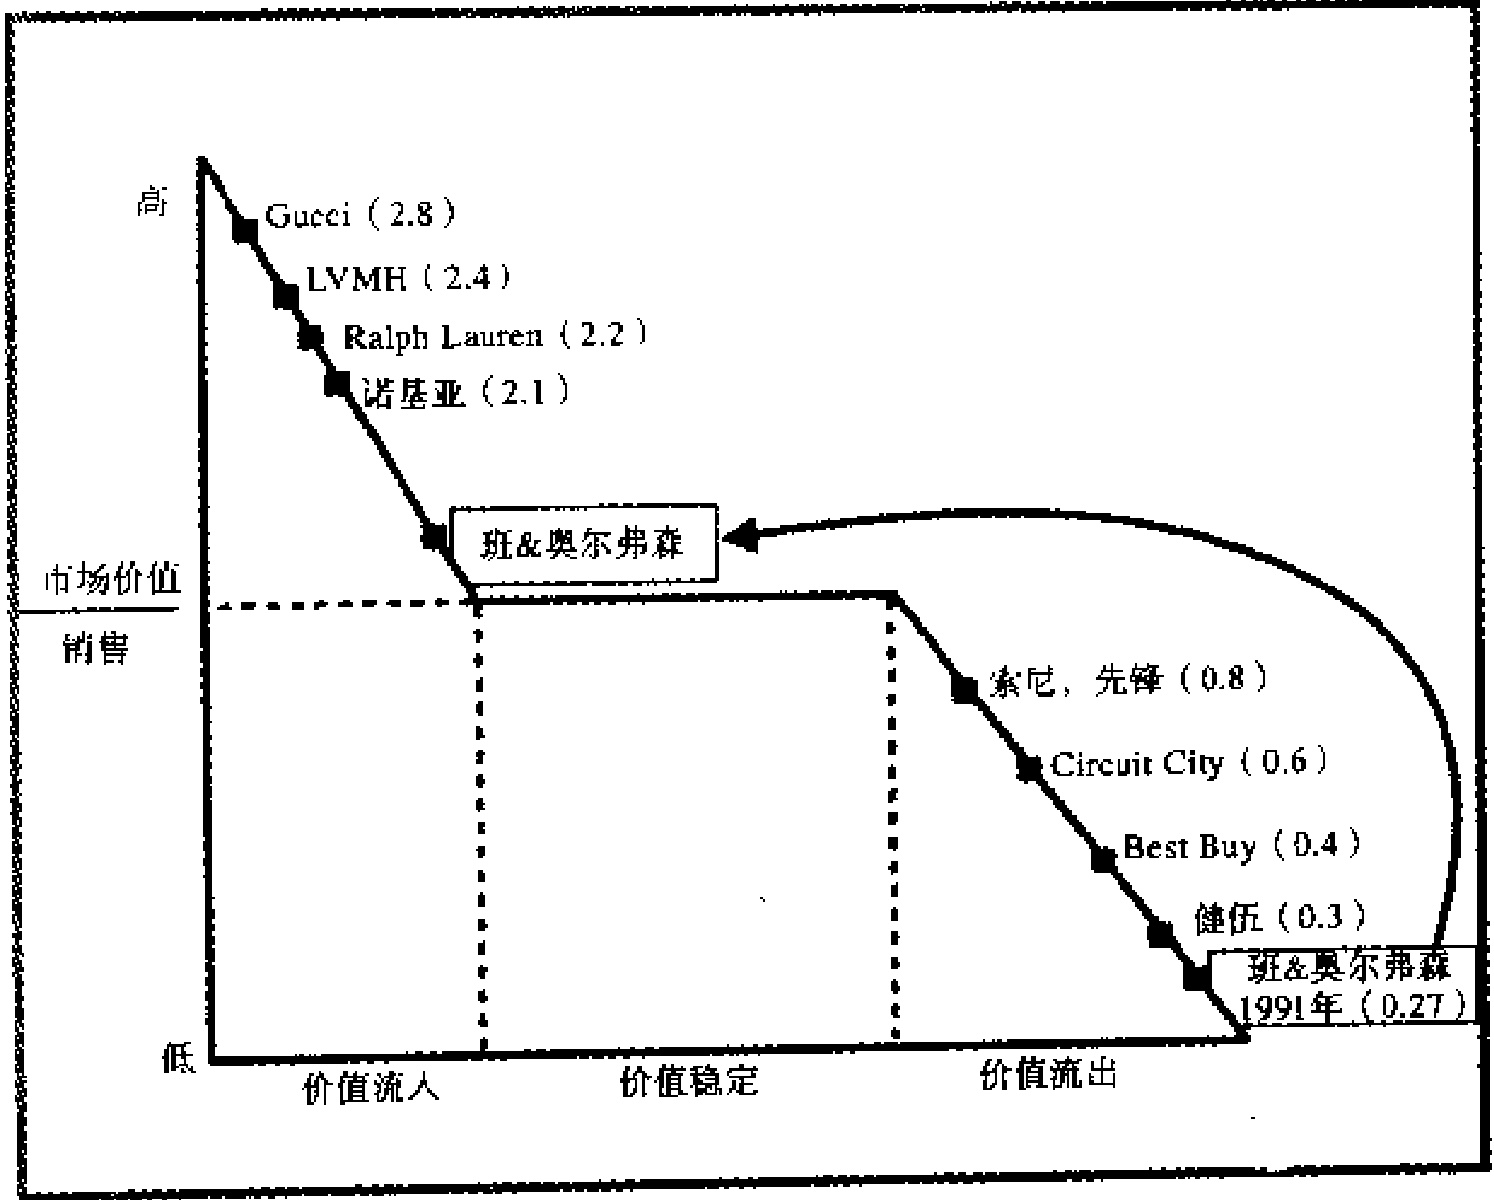 高
Gucci（2.8）
LVMH（2.4）
Ralph Lauren（2.2）
诺基亚（2.1）
班&奥尔弗森
市场价值
销售
索尼，先锋（0.8）
Circuit City（0.6）
Best Buy（0.4）
健伍（0.3）
班&奥尔弗森
1991年（0.27）
低
价值流人
价值稳定
价值流出